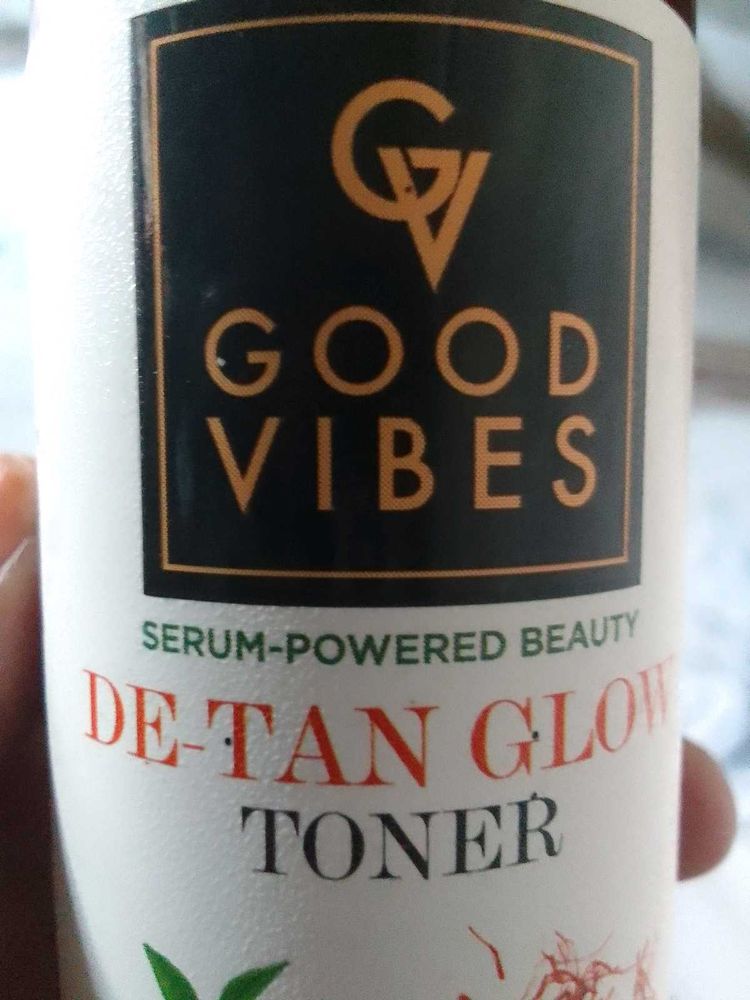 GV
GOOD
VIBES
SERUM-POWERED BEAUTY
DE-TAN GLOW
TONER